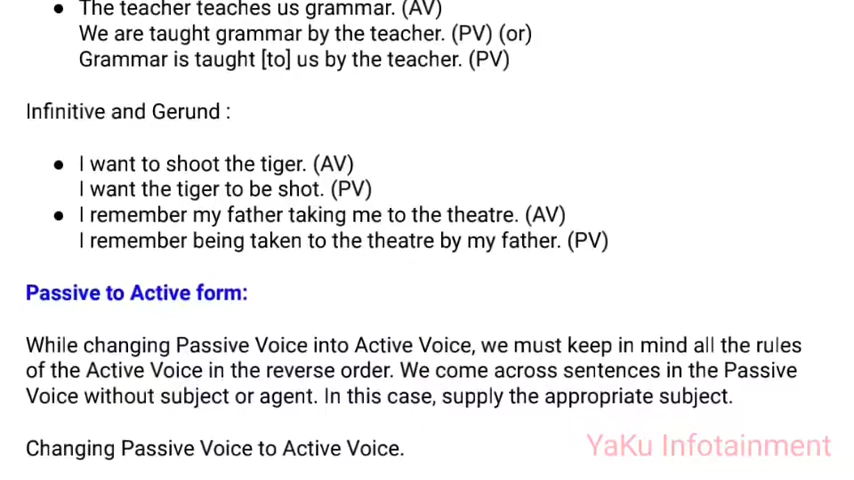 ● The teacher teaches us grammar. (AV)
We are taught grammar by the teacher. (PV) (or)
Grammar is taught [to] us by the teacher. (PV)
Infinitive and Gerund :
● I want to shoot the tiger. (AV)
I want the tiger to be shot. (PV)
● I remember my father taking me to the theatre. (AV)
I remember being taken to the theatre by my father. (PV)
Passive to Active form:
While changing Passive Voice into Active Voice, we must keep in mind all the rules
of the Active Voice in the reverse order. We come across sentences in the Passive
Voice without subject or agent. In this case, supply the appropriate subject.
Changing Passive Voice to Active Voice.
YaKu Infotainment